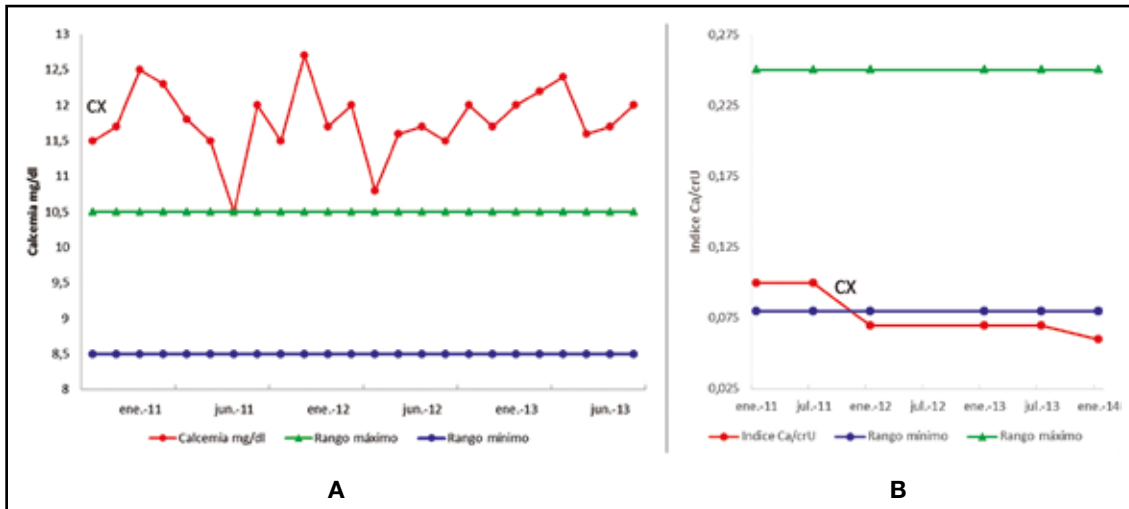 13
12,5
12
11,5
11
10,5
10
9,5
9
8,5
8
Calcemia mg/dl
CX
ene.-11 jun.-11 ene.-12 jun.-12 ene.-13 jun.-13
Calcemia mg/dl Rango máximo Rango mínimo
A
0,275
0,225
0,175
0,125
0,075
0,025
Indice Ca/crU
CX
ene.-11 jul.-11 ene.-12 jul.-12 ene.-13 jul.-13 ene.-14
Indice Ca/crU Rango mínimo Rango máximo
B